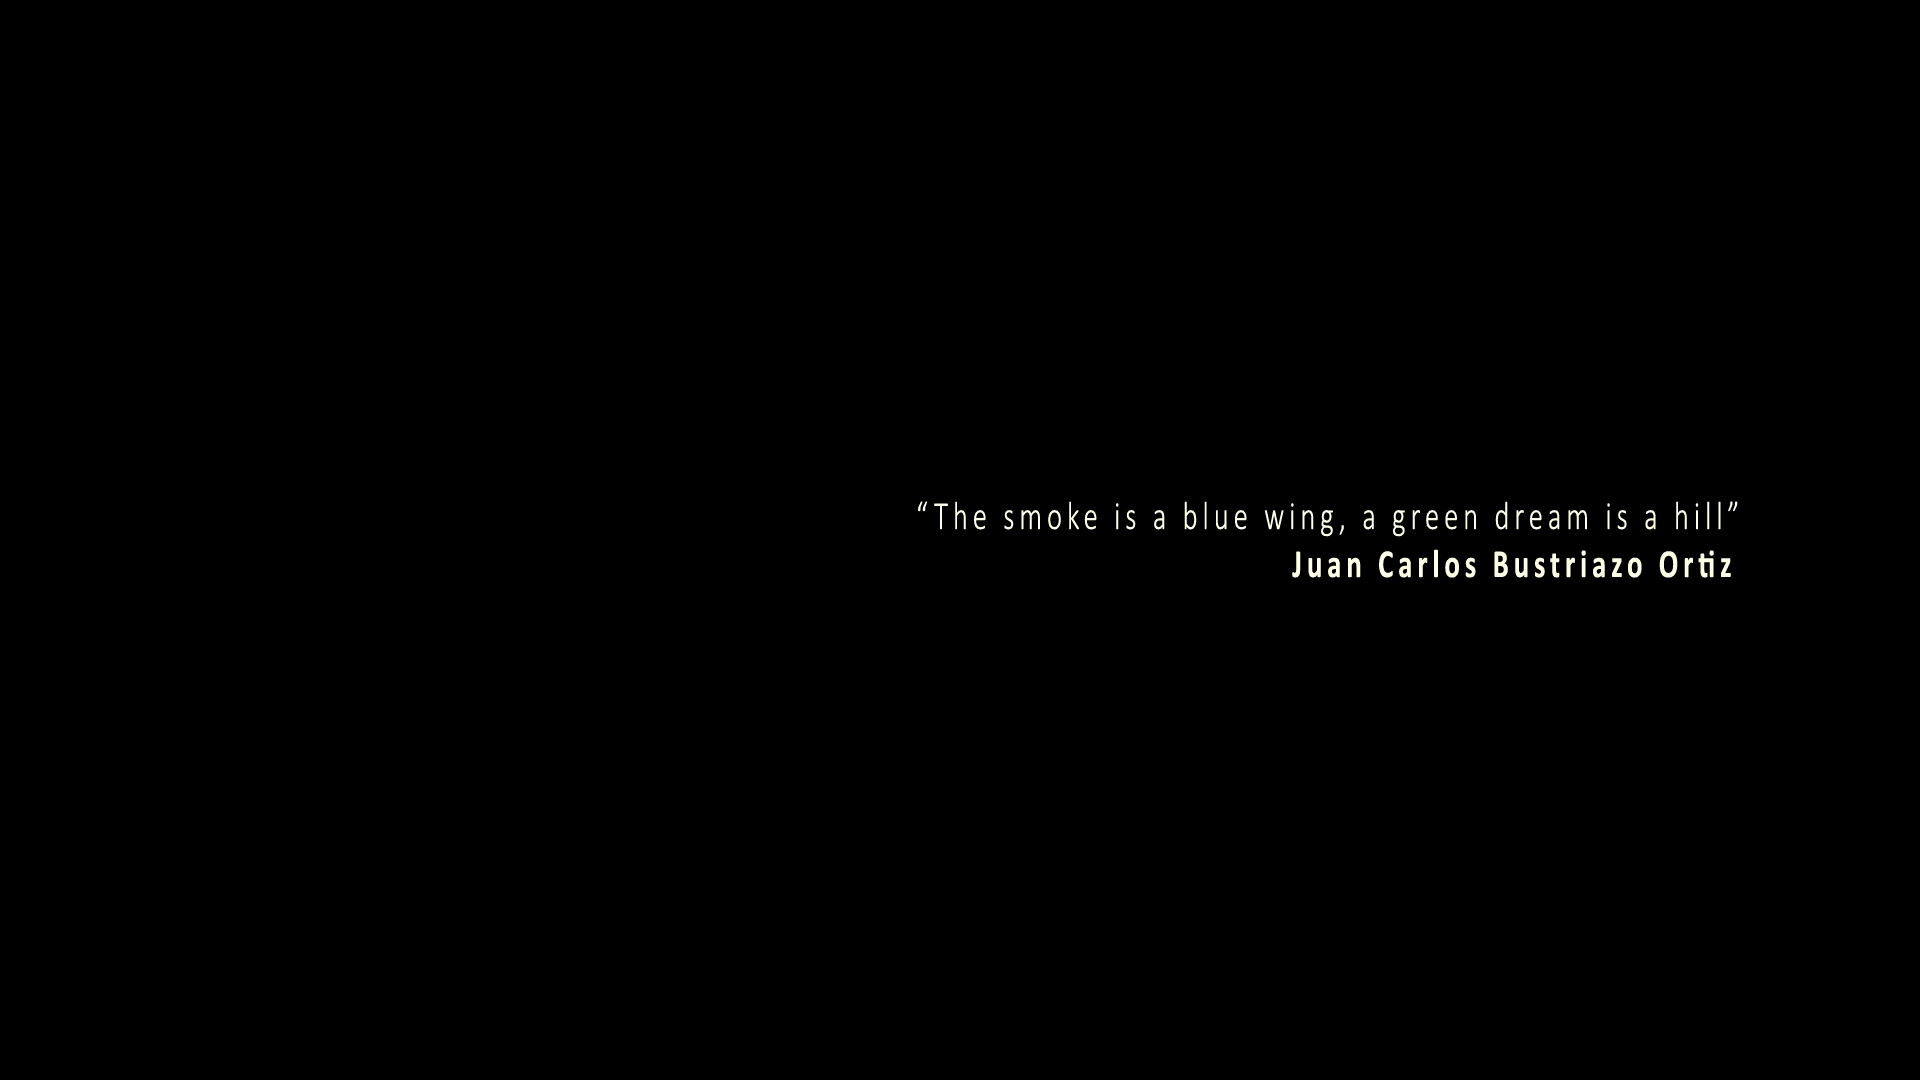 “The smoke is a blue wing, a green dream is a hill”
Juan Carlos Bustriazo Ortiz